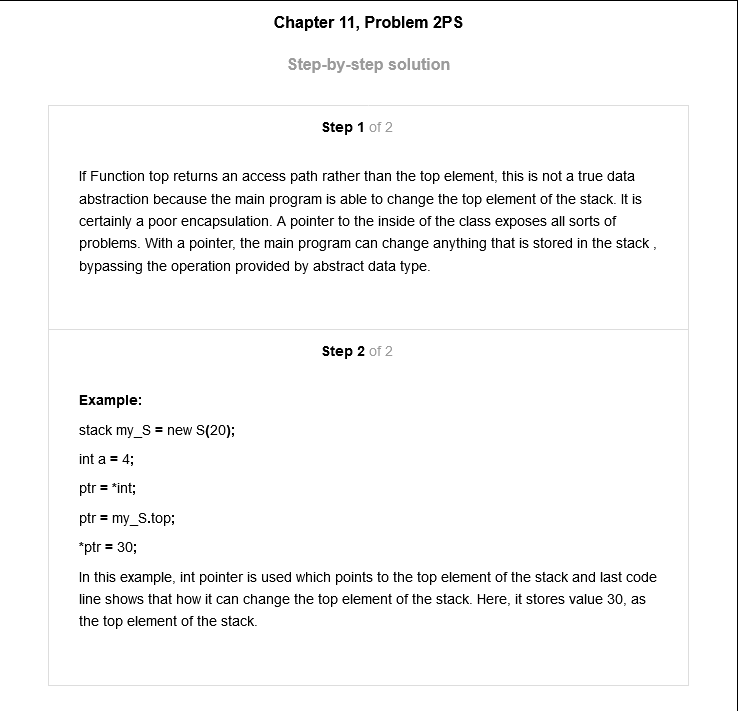 Chapter 11, Problem 2PS
Step-by-step solution
Step 1 of 2
If Function top returns an access path rather than the top element, this is not a true data
abstraction because the main program is able to change the top element of the stack. It is
certainly a poor encapsulation. A pointer to the inside of the class exposes all sorts of
problems. With a pointer, the main program can change anything that is stored in the stack ,
bypassing the operation provided by abstract data type.
Step 2 of 2
Example:
stack my_S = new S(20);
int a = 4;
ptr = *int;
ptr = my_S.top;
*ptr = 30;
In this example, int pointer is used which points to the top element of the stack and last code
line shows that how it can change the top element of the stack. Here, it stores value 30, as
the top element of the stack.